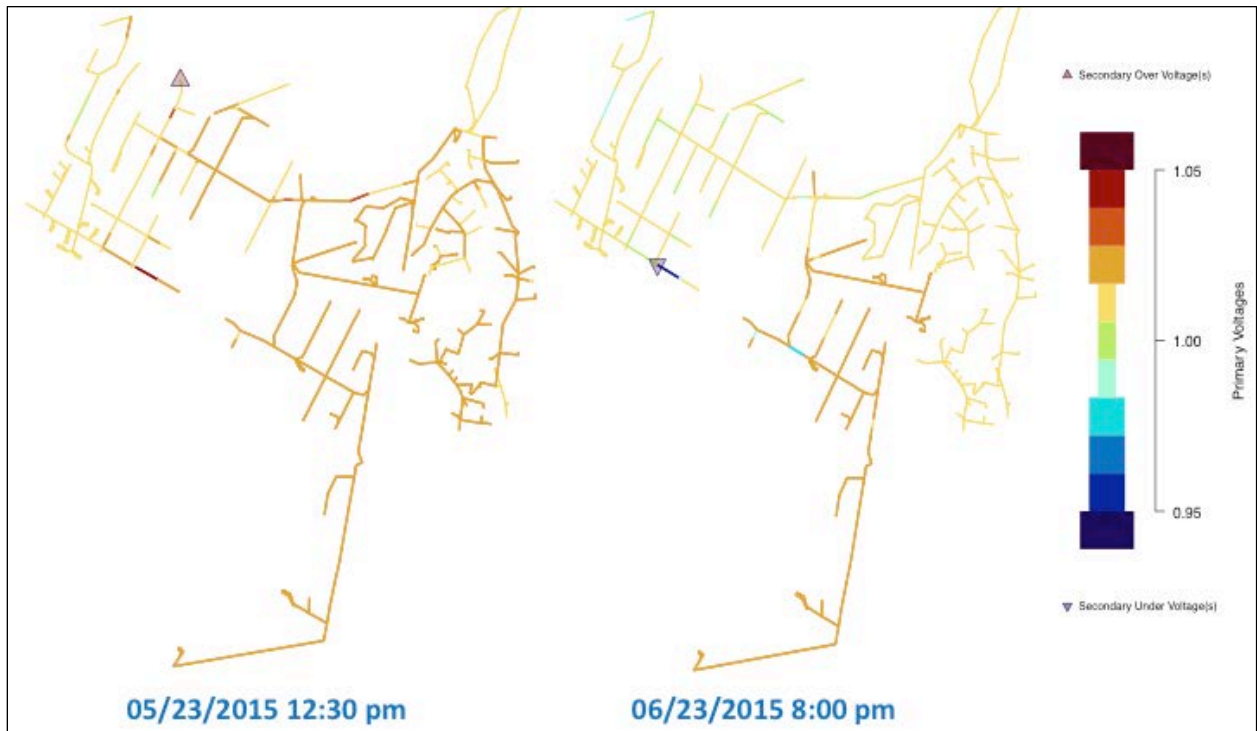 Secondary Over Voltage(s)
1.05
1.00
0.95
Primary Voltages
Secondary Under Voltage(s)
05/23/2015 12:30 pm
06/23/2015 8:00 pm